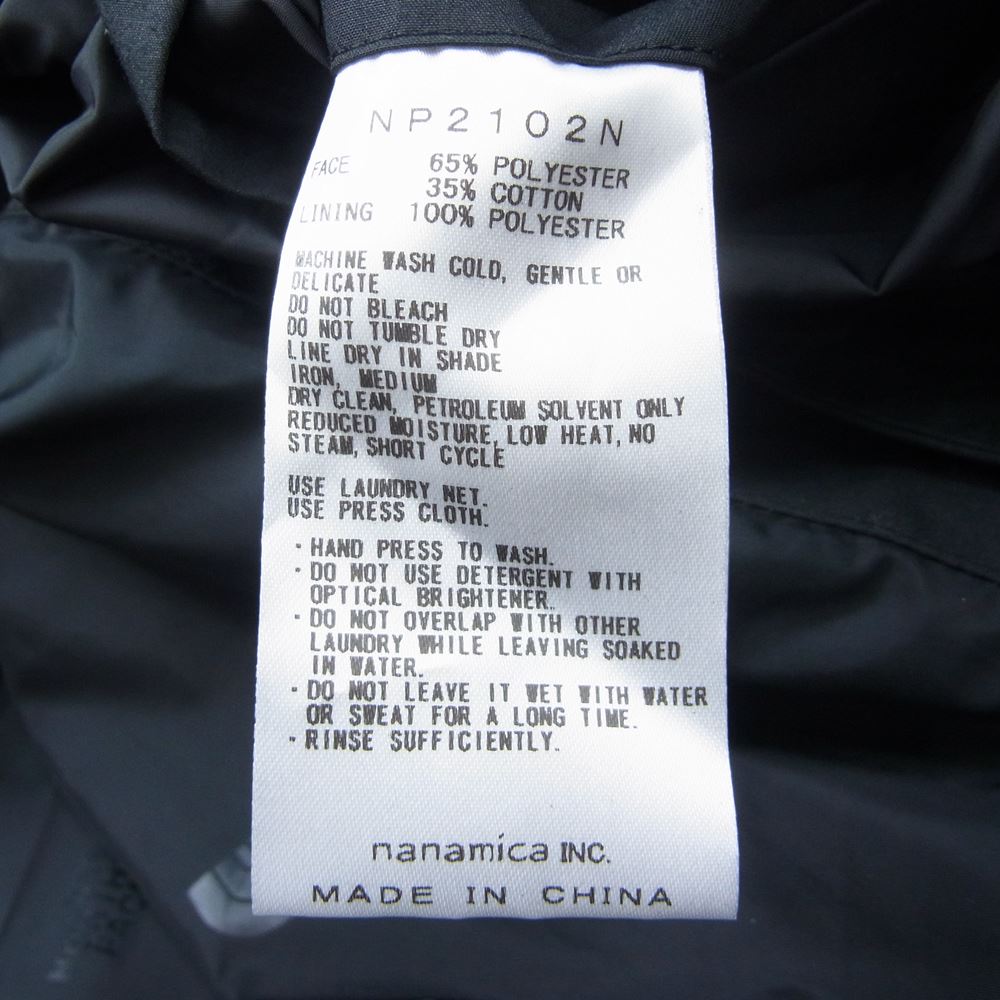 NP2102N
FACE 65% POLYESTER
35% COTTON
LINING 100% POLYESTER
MACHINE WASH COLD, GENTLE OR
DELICATE
DO NOT BLEACH
DO NOT TUMBLE DRY
LINE DRY IN SHADE
IRON, MEDIUM
DRY CLEAN, PETROLEUM SOLVENT ONLY
REDUCED MOISTURE, LOW HEAT, NO
STEAM, SHORT CYCLE
USE LAUNDRY NET.
USE PRESS CLOTH.
・HAND PRESS TO WASH.
・DO NOT USE DETERGENT WITH
OPTICAL BRIGHTENER.
・DO NOT OVERLAP WITH OTHER
LAUNDRY WHILE LEAVING SOAKED
IN WATER.
・DO NOT LEAVE IT WET WITH WATER
OR SWEAT FOR A LONG TIME.
・RINSE SUFFICIENTLY.
nanamica INC.
MADE IN CHINA